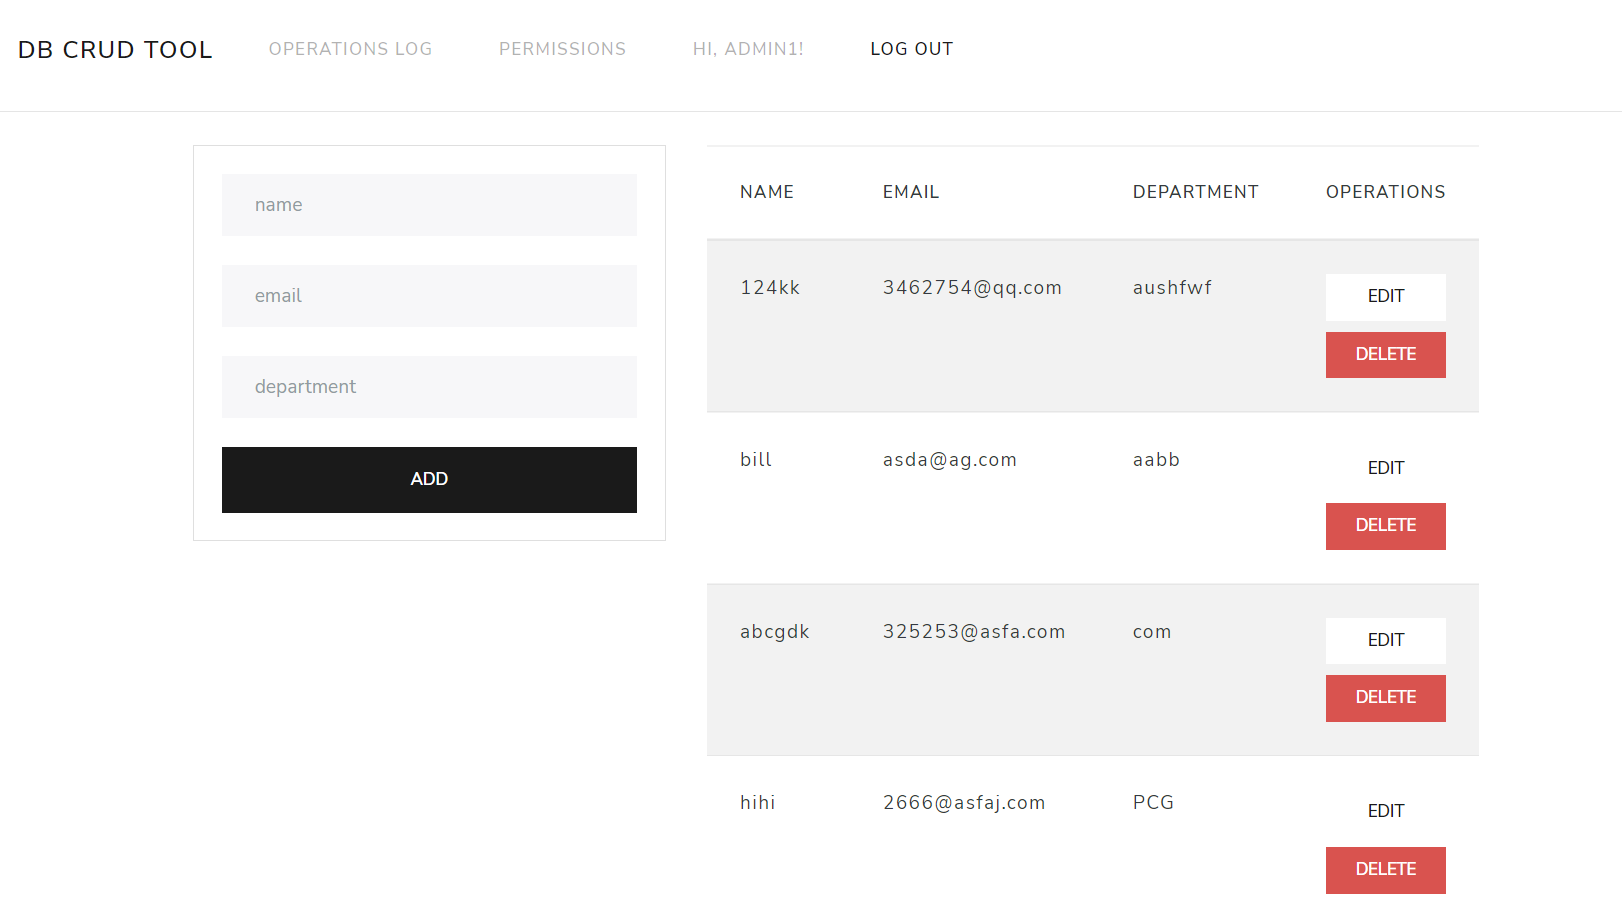 DB CRUD TOOL OPERATIONS LOG PERMISSIONS HI, ADMIN1! LOG OUT
name
email
department
ADD
NAME EMAIL DEPARTMENT OPERATIONS
124kk 3462754@qq.com aushfwf EDIT
DELETE
bill asda@ag.com aabb EDIT
DELETE
abcgdk 325253@asfa.com com EDIT
DELETE
hihi 2666@asfaj.com PCG EDIT
DELETE